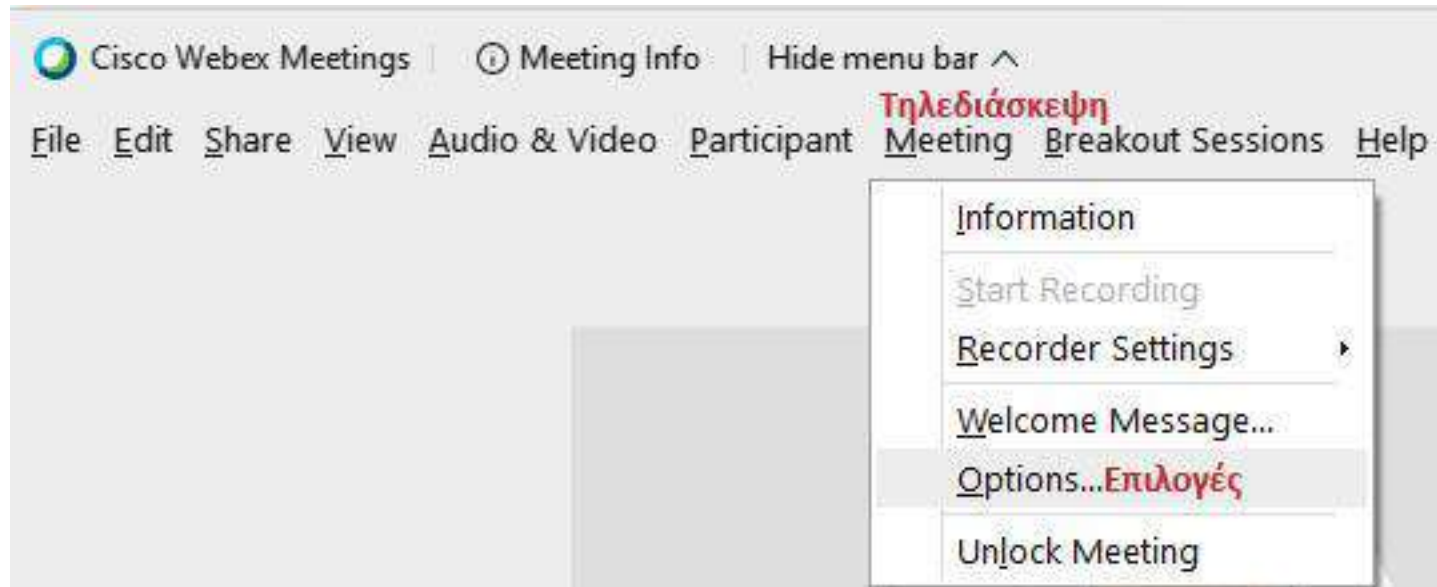 Cisco Webex Meetings Meeting Info Hide menu bar
Τηλεδιάσκεψη
File Edit Share View Audio & Video Participant Meeting Breakout Sessions Help
Information
Start Recording
Recorder Settings
Welcome Message...
Options...Επιλογές
Unlock Meeting